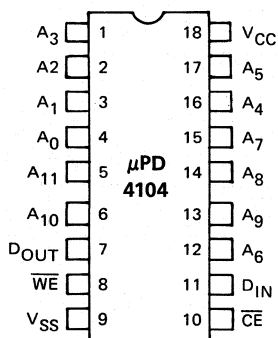 A3 1 18 VCC
A2 2 17 A5
A1 3 16 A4
A0 4 15 A7
A11 5 μPD 14 A8
A10 6 4104 13 A9
DOUT 7 12 A6
WE 8 11 DIN
VSS 9 10 CE